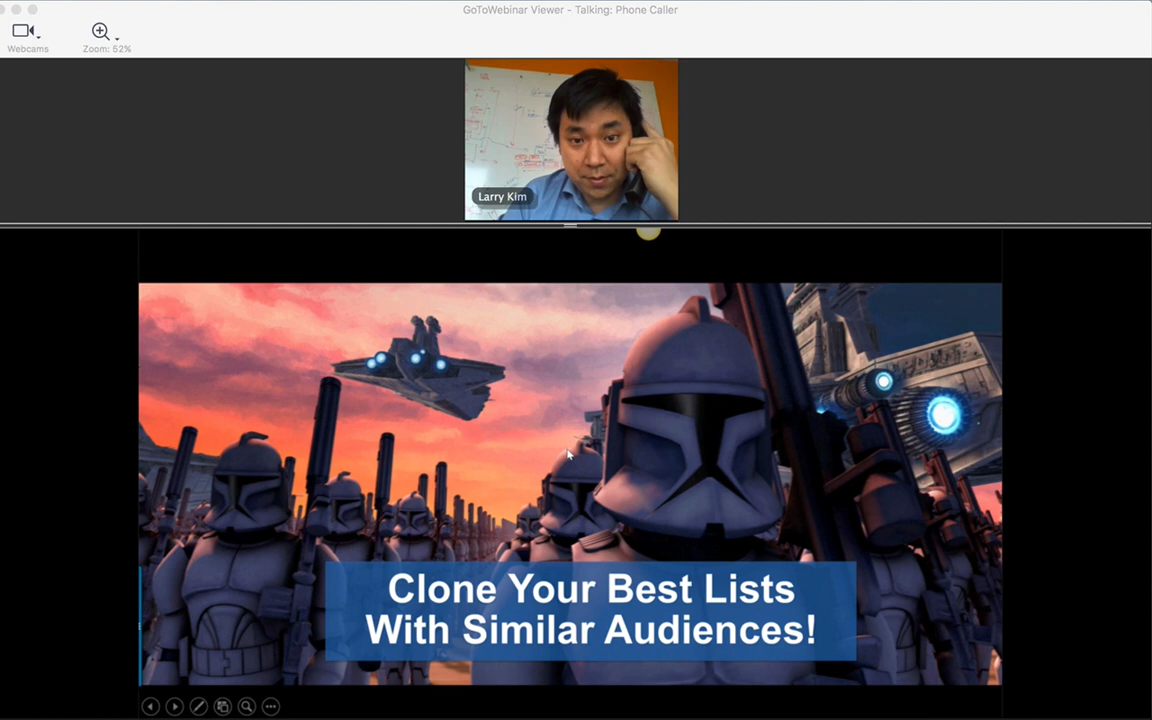 GoToWebinar Viewer - Talking: Phone Caller
Webcams
Zoom: 52%
Larry Kim
Clone Your Best Lists
With Similar Audiences!